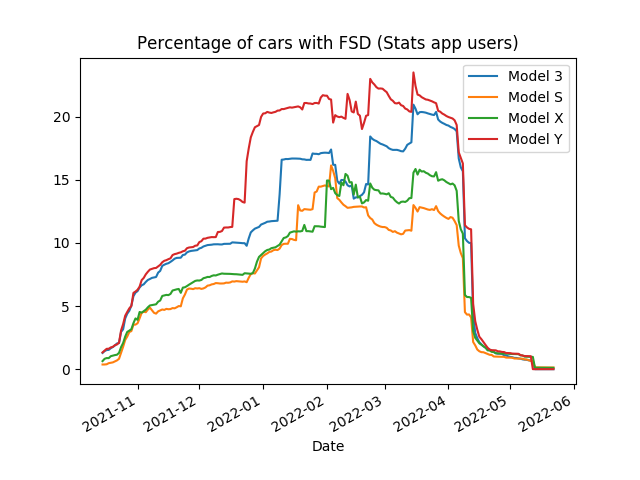 Percentage of cars with FSD (Stats app users)
Model 3
Model S
Model X
Model Y
20
15
10
5
0
2021-11
2021-12
2022-01
2022-02
2022-03
2022-04
2022-05
2022-06
Date